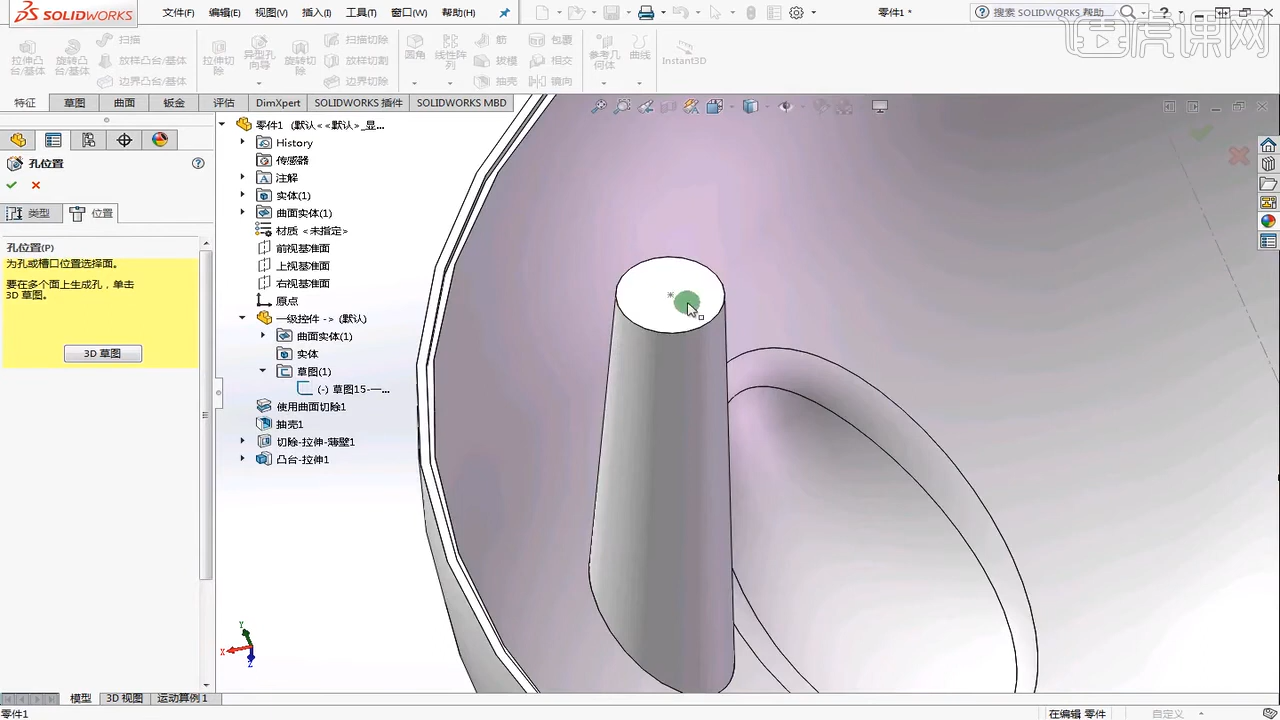 SOLIDWORKS
文件(F) 编辑(E) 视图(V) 插入(I) 工具(T) 窗口(W) 帮助(H)
零件1 *
搜索 SOLIDWORKS 帮助
虎课网
拉伸凸台/基体
旋转凸台/基体
扫描
放样凸台/基体
边界凸台/基体
拉伸切除
异型孔向导
旋转切除
扫描切除
放样切割
边界切除
圆角
线性阵列
筋
拔模
抽壳
包裹
相交
镜向
参考几何体
曲线
Instant3D
特征 草图 曲面 钣金 评估 DimXpert SOLIDWORKS 插件 SOLIDWORKS MBD
孔位置
类型 位置
孔位置(P)
为孔或槽口位置选择面。
要在多个面上生成孔，单击
3D 草图。
3D 草图
零件1 (默认<<默认>_显...
History
传感器
注解
实体(1)
曲面实体(1)
材质 <未指定>
前视基准面
上视基准面
右视基准面
原点
一级控件 -> (默认)
曲面实体(1)
实体
草图(1)
(-) 草图15-一...
使用曲面切除1
抽壳1
切除-拉伸-薄壁1
凸台-拉伸1
Y
X
Z
模型 3D 视图 运动算例 1
零件1
在编辑 零件
自定义